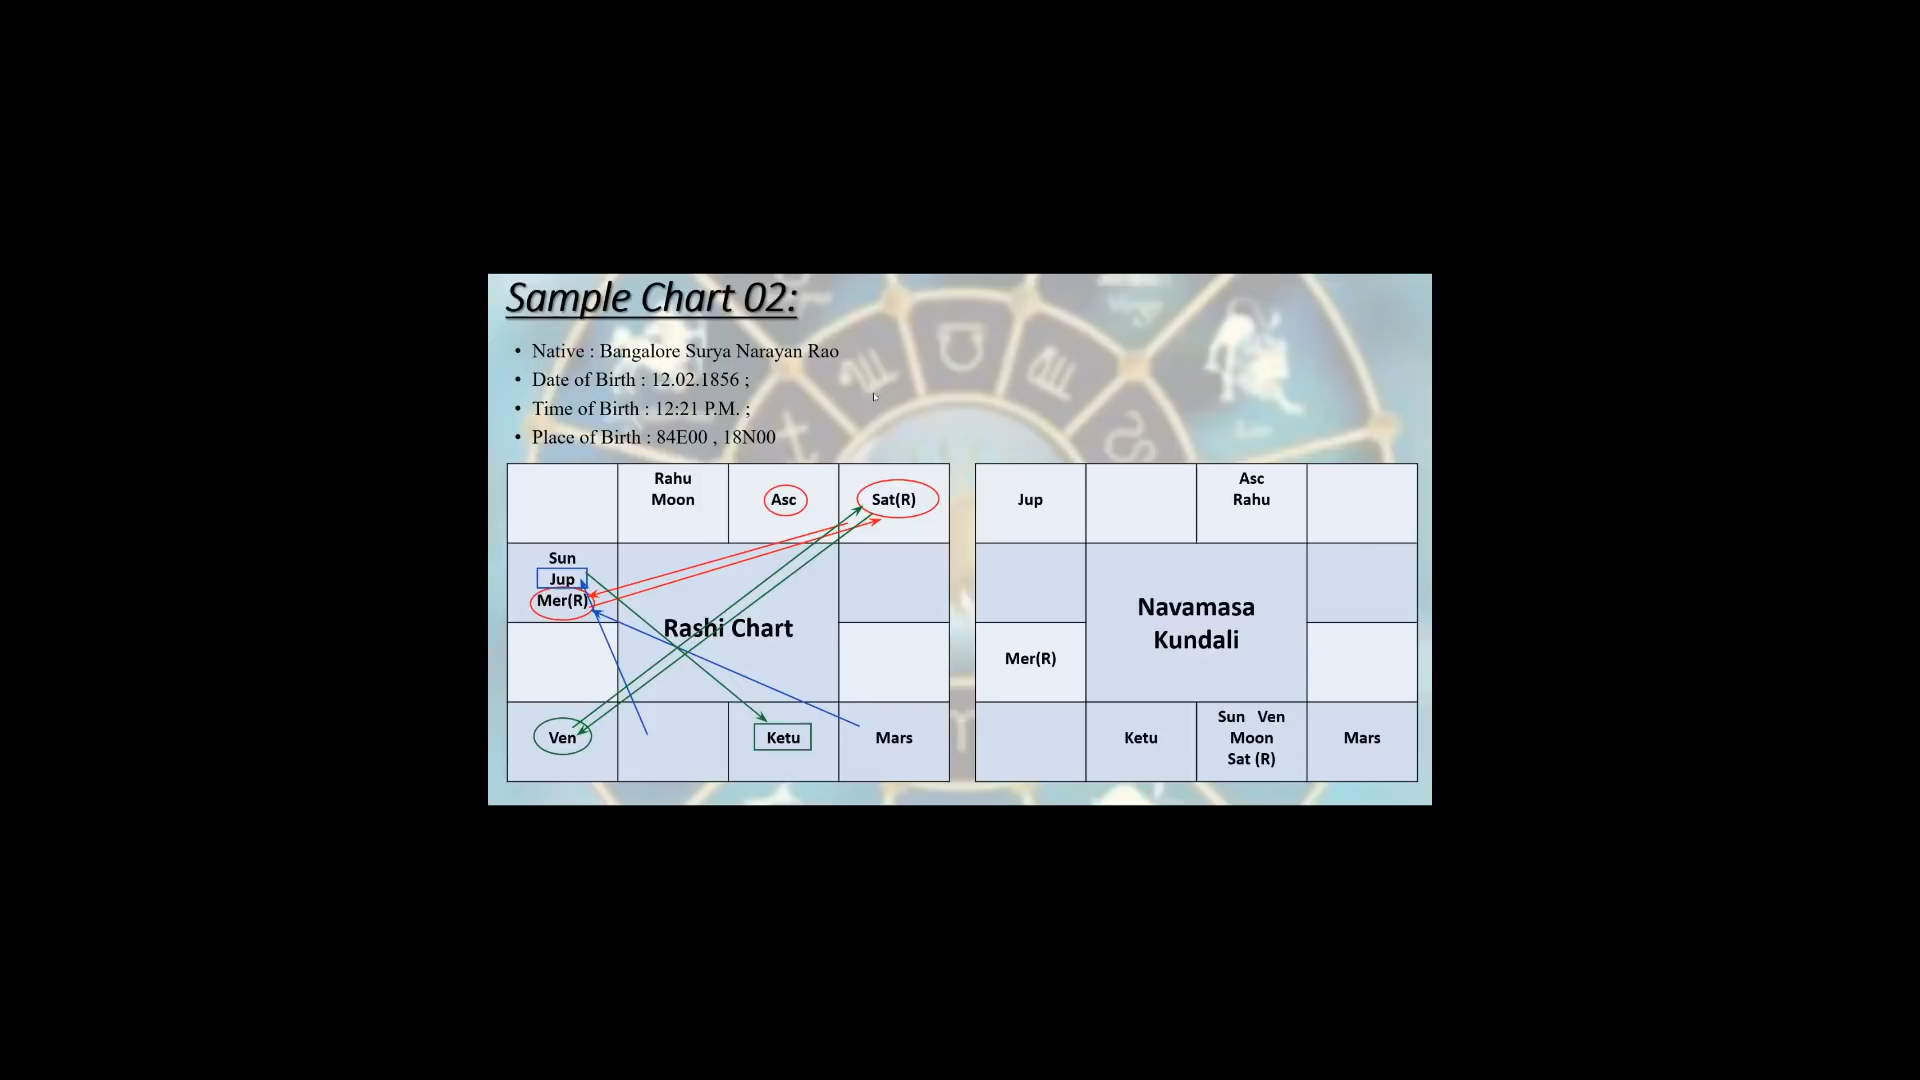 Sample Chart 02:
• Native : Bangalore Surya Narayan Rao
• Date of Birth : 12.02.1856 ;
• Time of Birth : 12:21 P.M. ;
• Place of Birth : 84E00 , 18N00
Rahu
Moon
Asc
Sat(R)
Sun
Jup
Mer(R)
Rashi Chart
Ven
Ketu
Mars
Jup
Asc
Rahu
Navamasa
Kundali
Mer(R)
Ketu
Sun Ven
Moon
Sat (R)
Mars